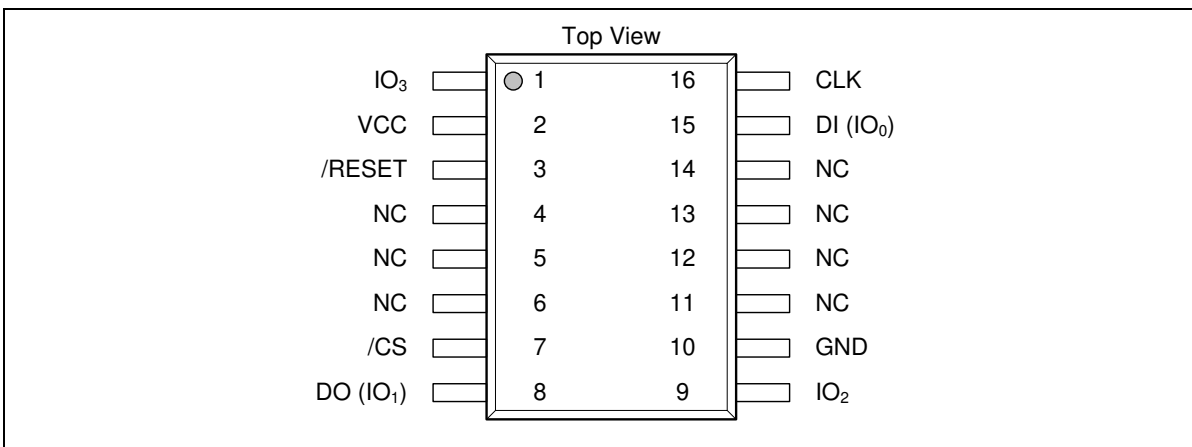 Top View
IO₃ 1 16 CLK
VCC 2 15 DI (IO₀)
/RESET 3 14 NC
NC 4 13 NC
NC 5 12 NC
NC 6 11 NC
/CS 7 10 GND
DO (IO₁) 8 9 IO₂